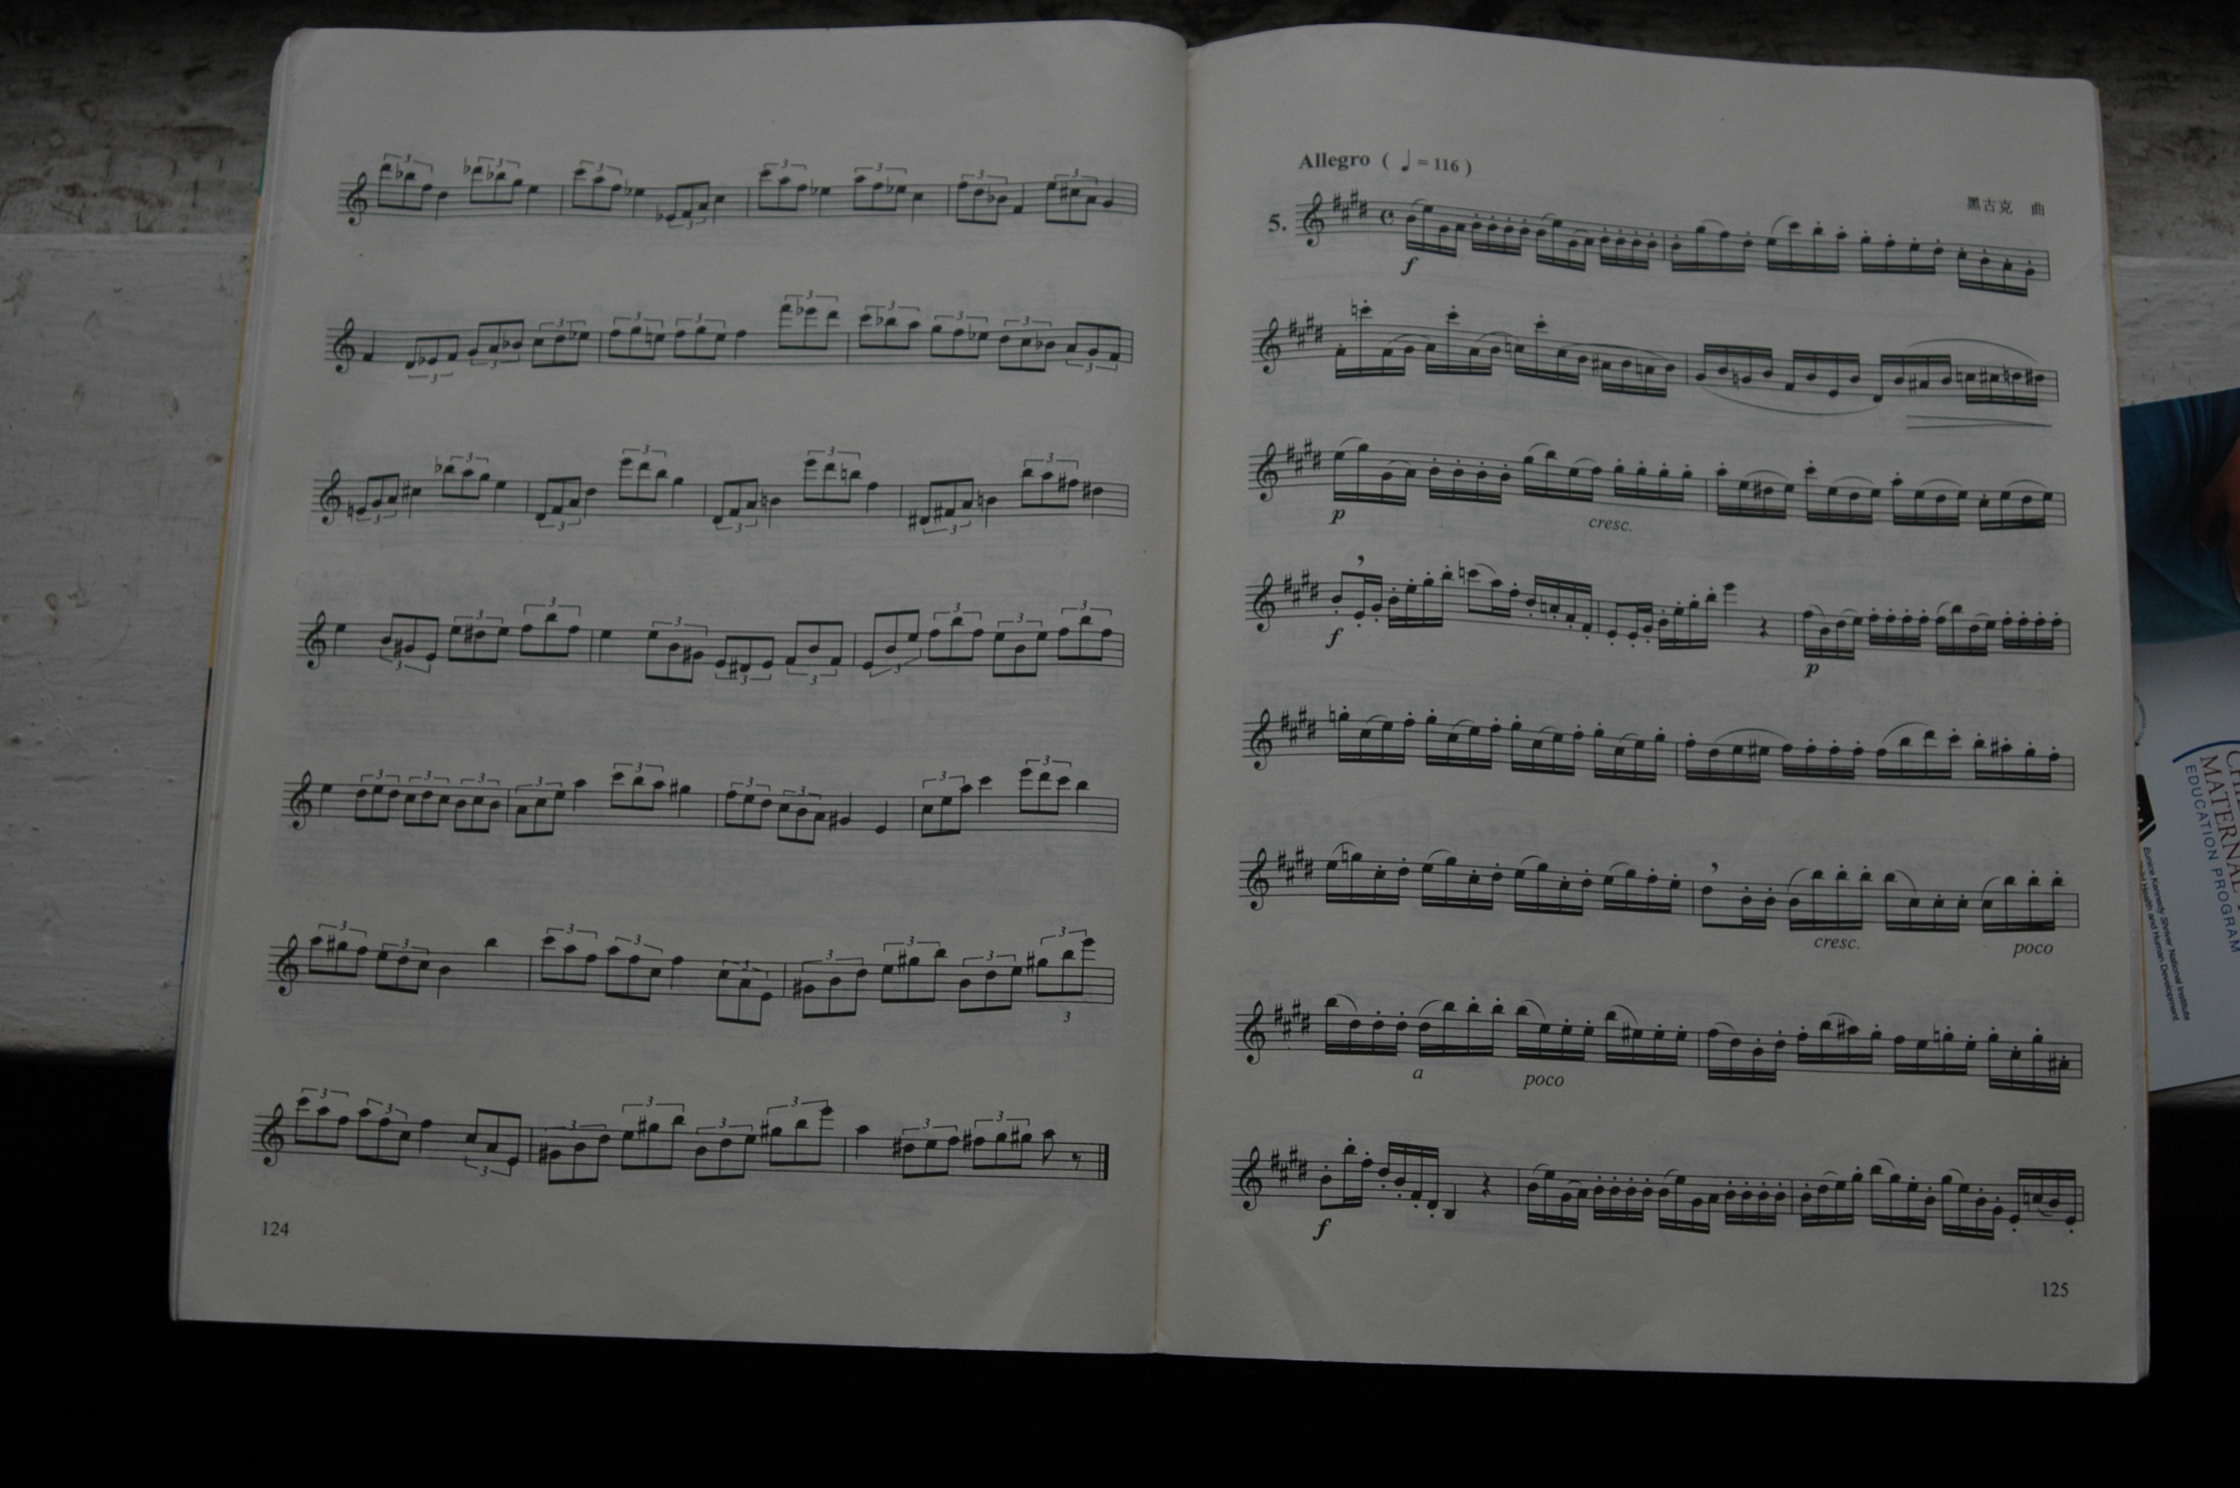 124
Allegro ( ♩ = 116 )
黑古克 曲
5.
f
p
cresc.
f
p
cresc.
poco
a
poco
f
125
MATERNAL
EDUCATION PROGRAM
Eunice Kennedy Shriver National Institute
Health and Human Development